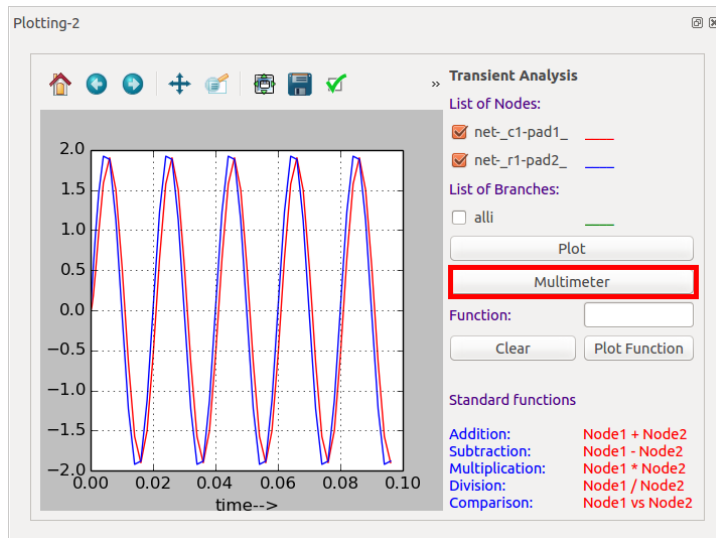 Plotting-2
»
Transient Analysis
List of Nodes:
net-_c1-pad1_
net-_r1-pad2_
List of Branches:
alli
Plot
Multimeter
Function:
Clear Plot Function
Standard functions
Addition: Node1 + Node2
Subtraction: Node1 - Node2
Multiplication: Node1 * Node2
Division: Node1 / Node2
Comparison: Node1 vs Node2
2.0
1.5
1.0
0.5
0.0
−0.5
−1.0
−1.5
−2.0
0.00 0.02 0.04 0.06 0.08 0.10
time-->